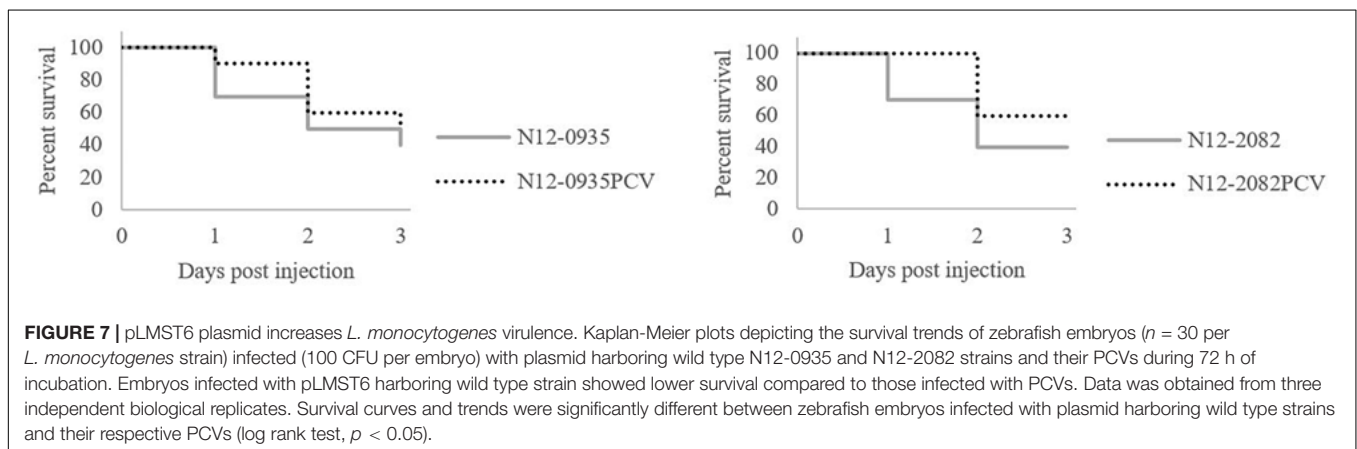 Percent survival
100
80
60
40
20
0
0 1 2 3
Days post injection
N12-0935
N12-0935PCV
Percent survival
100
80
60
40
20
0
0 1 2 3
Days post injection
N12-2082
N12-2082PCV
FIGURE 7 | pLMST6 plasmid increases L. monocytogenes virulence. Kaplan-Meier plots depicting the survival trends of zebrafish embryos (n = 30 per
L. monocytogenes strain) infected (100 CFU per embryo) with plasmid harboring wild type N12-0935 and N12-2082 strains and their PCVs during 72 h of
incubation. Embryos infected with pLMST6 harboring wild type strain showed lower survival compared to those infected with PCVs. Data was obtained from three
independent biological replicates. Survival curves and trends were significantly different between zebrafish embryos infected with plasmid harboring wild type strains
and their respective PCVs (log rank test, p < 0.05).